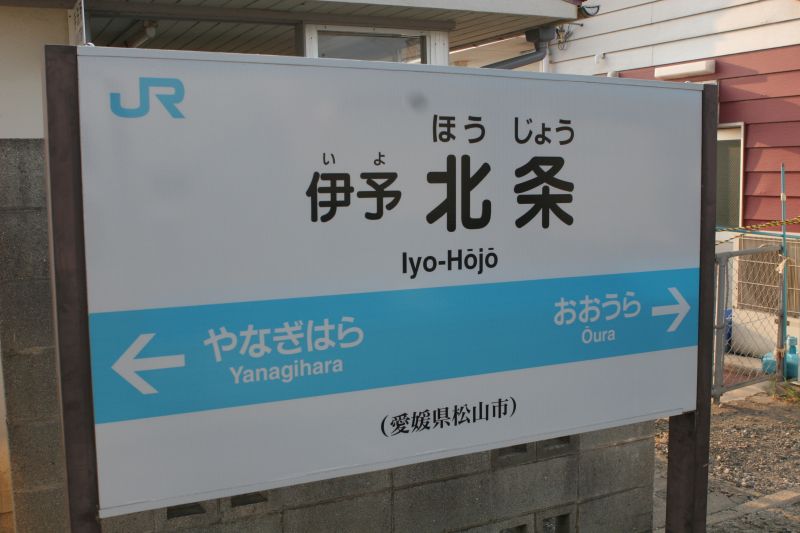 JR
いよ ほうじょう
伊予北条
Iyo-Hōjō
← やなぎはら おおうら →
Yanagihara Ōura
(愛媛県松山市)